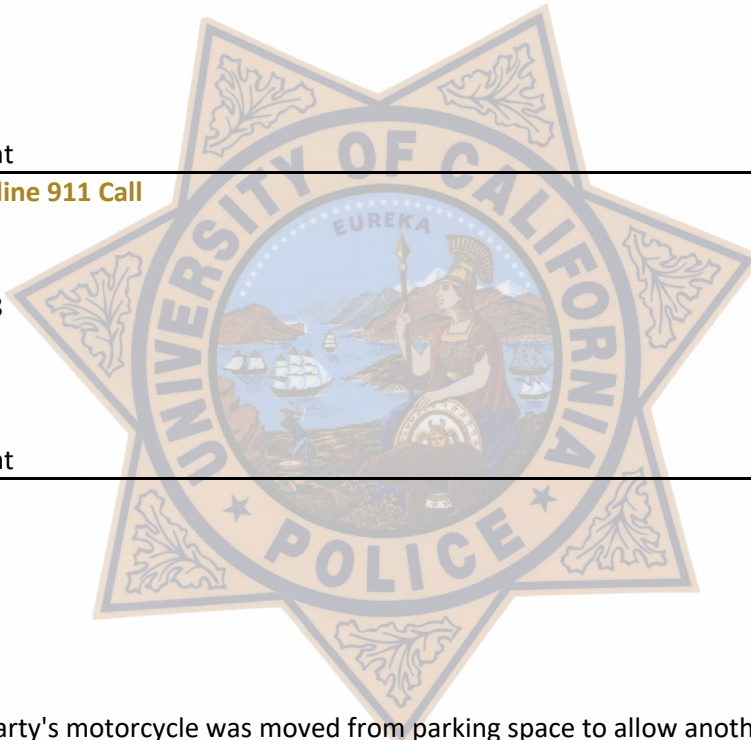 nt
line 911 Call
UNIVERSITY OF CALIFORNIA
EUREKA
3
nt
POLICE
arty's motorcycle was moved from parking space to allow anoth